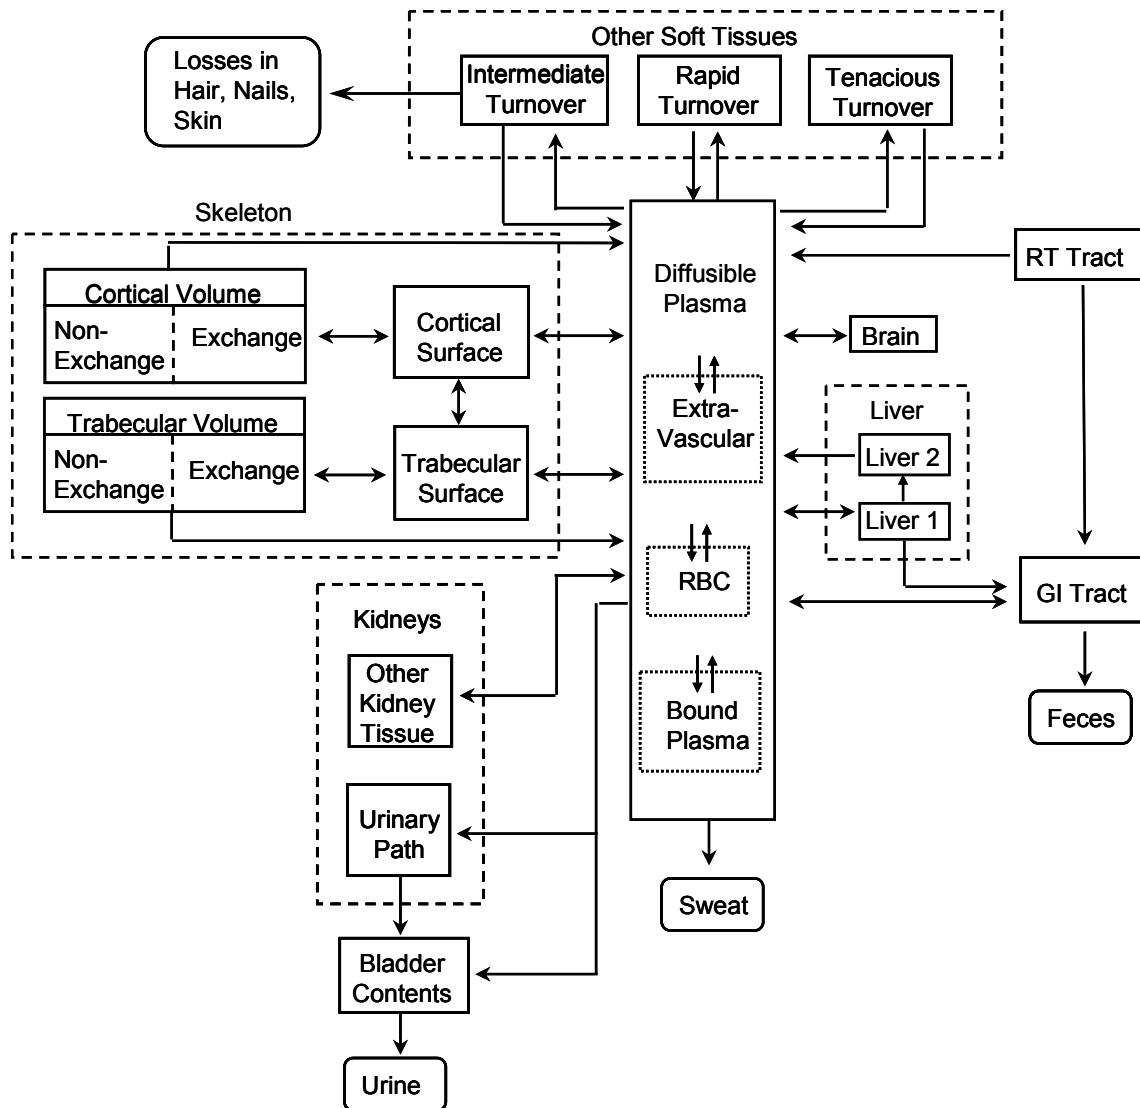 Other Soft Tissues
Losses in
Hair, Nails,
Skin
Intermediate
Turnover
Rapid
Turnover
Tenacious
Turnover
Skeleton
Cortical Volume
Non-
Exchange
Exchange
Cortical
Surface
Trabecular Volume
Non-
Exchange
Exchange
Trabecular
Surface
Diffusible
Plasma
Extra-
Vascular
RBC
Bound
Plasma
RT Tract
Brain
Liver
Liver 2
Liver 1
GI Tract
Feces
Kidneys
Other
Kidney
Tissue
Urinary
Path
Sweat
Bladder
Contents
Urine